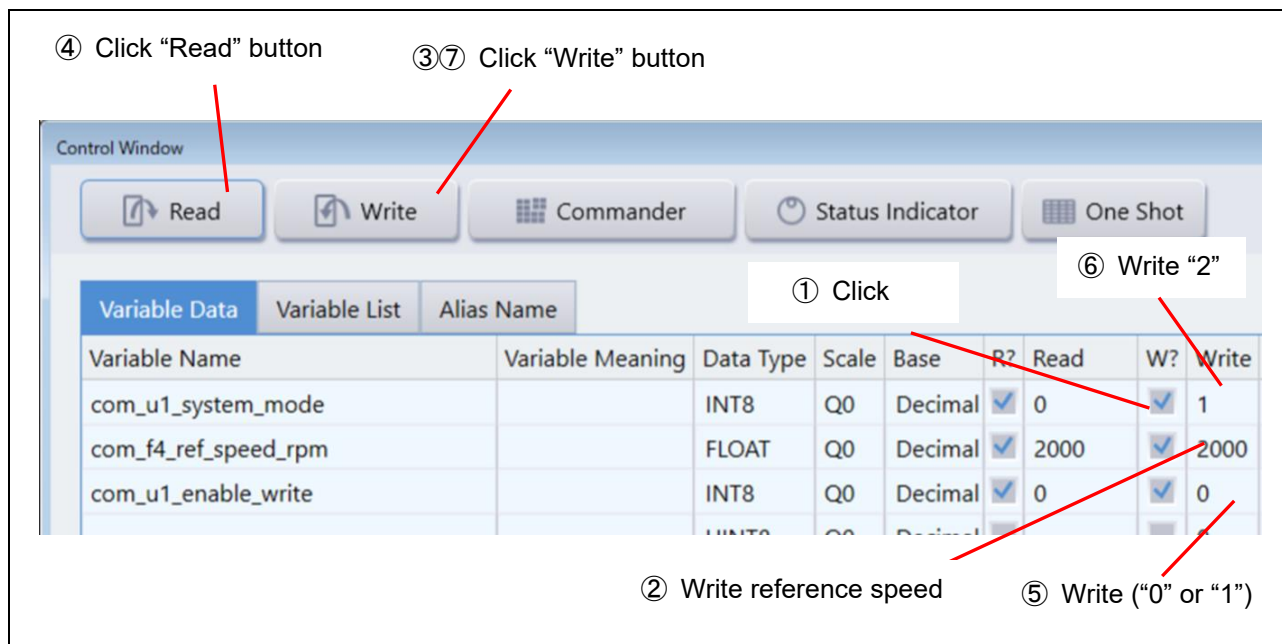 ④ Click “Read” button
③⑦ Click “Write” button
Control Window
Read Write Commander Status Indicator One Shot
⑥ Write “2”
① Click
Variable Data Variable List Alias Name
Variable Name Variable Meaning Data Type Scale Base R? Read W? Write
com_u1_system_mode INT8 Q0 Decimal 0 1
com_f4_ref_speed_rpm FLOAT Q0 Decimal 2000 2000
com_u1_enable_write INT8 Q0 Decimal 0 0
② Write reference speed
⑤ Write (“0” or “1”)